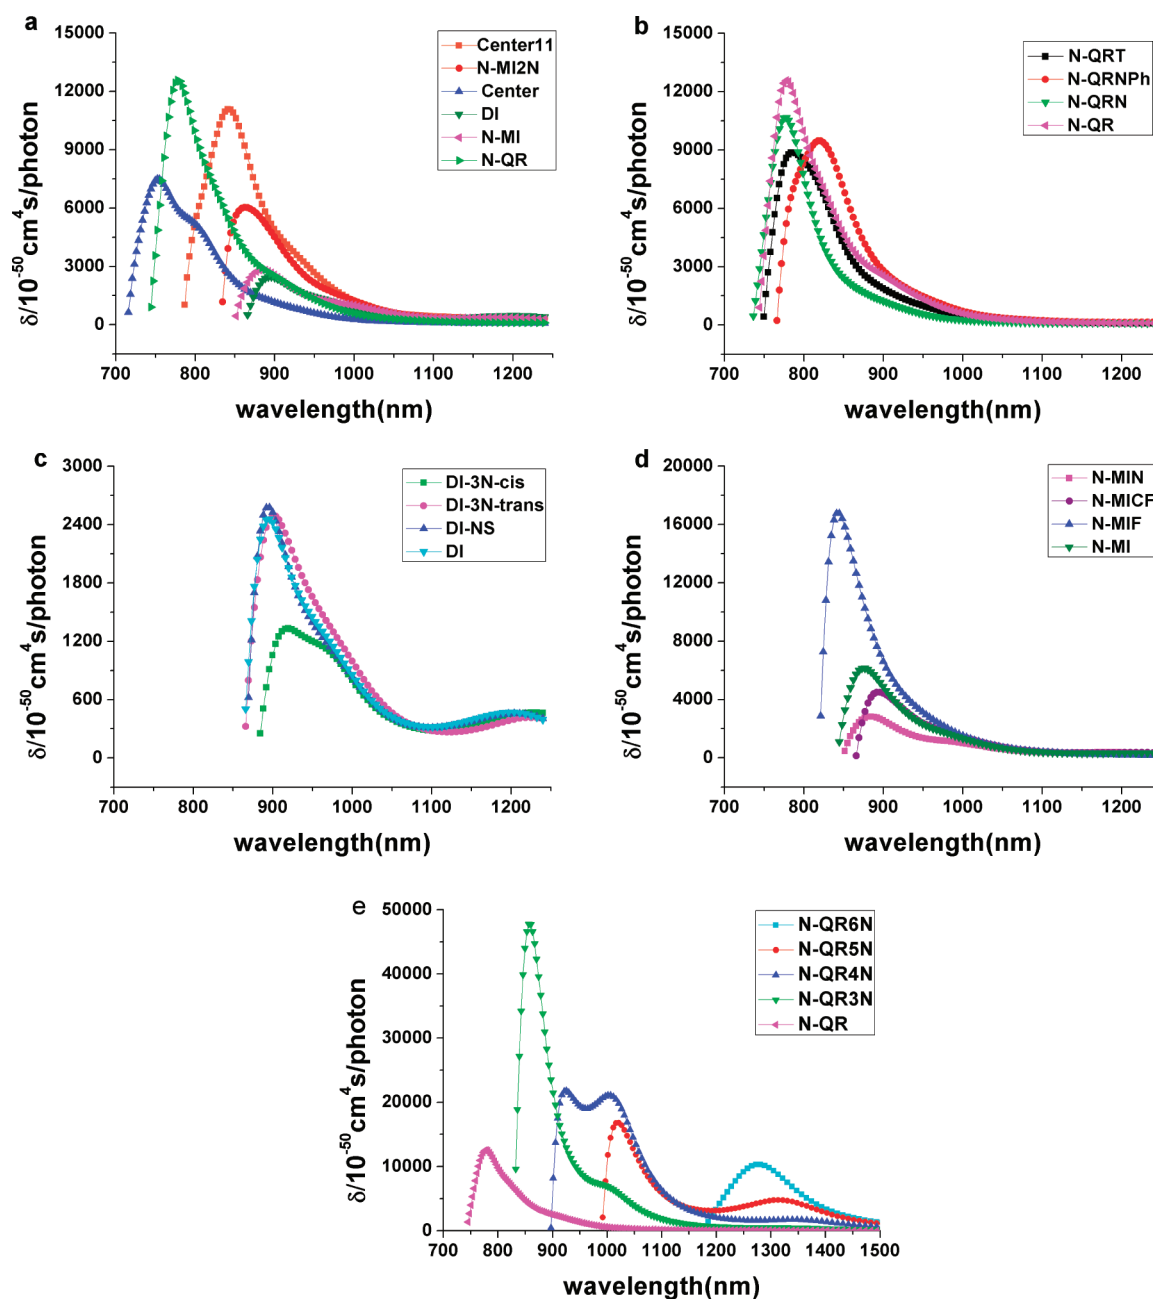 a
15000
12000
9000
6000
3000
0
700 800 900 1000 1100 1200
wavelength(nm)
δ/10⁻⁵⁰cm⁴s/photon
Center11
N-MI2N
Center
DI
N-MI
N-QR
b
15000
12000
9000
6000
3000
0
700 800 900 1000 1100 1200
wavelength(nm)
δ/10⁻⁵⁰cm⁴s/photon
N-QRT
N-QRNPh
N-QRN
N-QR
c
3000
2400
1800
1200
600
0
700 800 900 1000 1100 1200
wavelength(nm)
δ/10⁻⁵⁰cm⁴s/photon
DI-3N-cis
DI-3N-trans
DI-NS
DI
d
20000
16000
12000
8000
4000
0
700 800 900 1000 1100 1200
wavelength(nm)
δ/10⁻⁵⁰cm⁴s/photon
N-MIN
N-MICF
N-MIF
N-MI
e
50000
40000
30000
20000
10000
0
700 800 900 1000 1100 1200 1300 1400 1500
wavelength(nm)
δ/10⁻⁵⁰cm⁴s/photon
N-QR6N
N-QR5N
N-QR4N
N-QR3N
N-QR